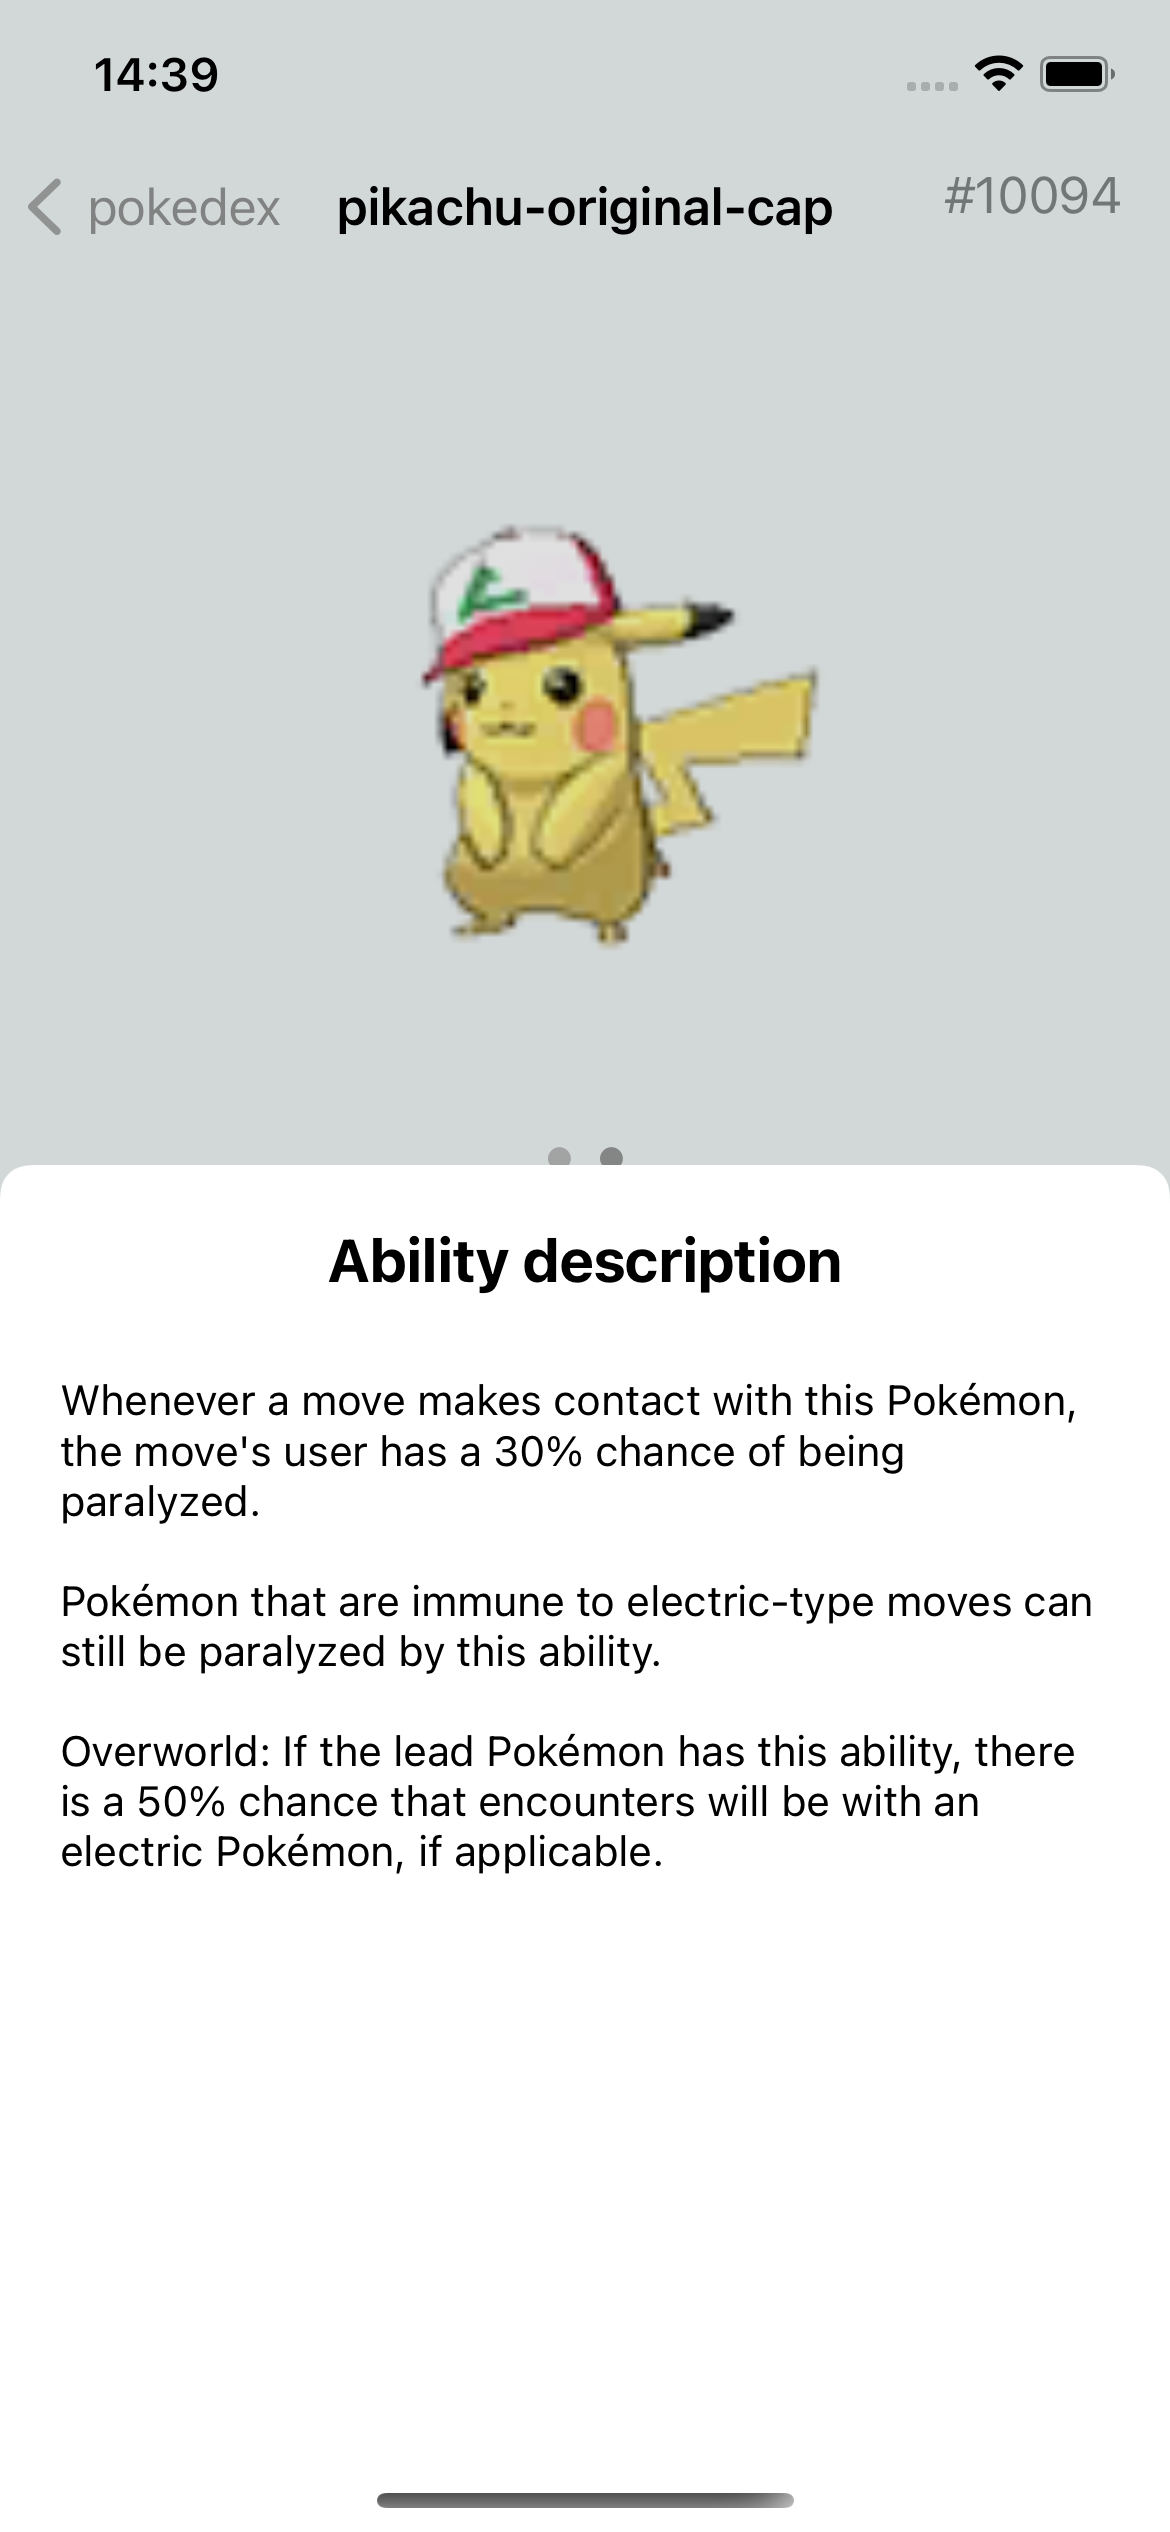 14:39
pokedex
pikachu-original-cap
#10094
Ability description
Whenever a move makes contact with this Pokémon,
the move's user has a 30% chance of being
paralyzed.
Pokémon that are immune to electric-type moves can
still be paralyzed by this ability.
Overworld: If the lead Pokémon has this ability, there
is a 50% chance that encounters will be with an
electric Pokémon, if applicable.